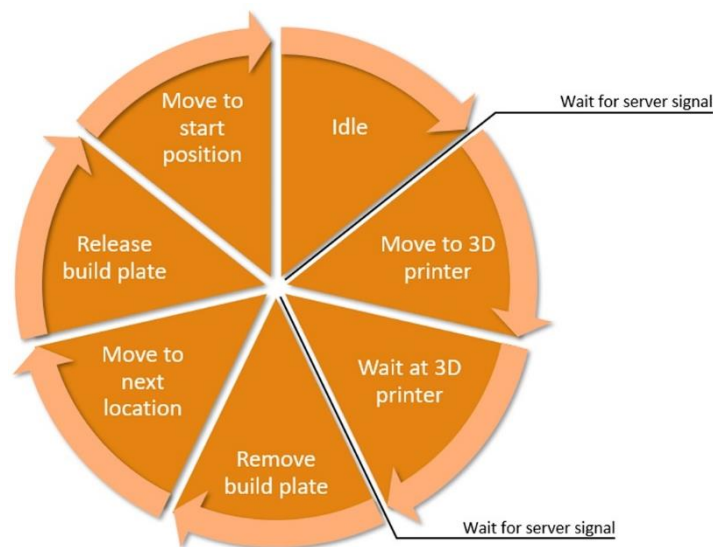 Idle
Wait for server signal
Move to 3D
printer
Wait at 3D
printer
Wait for server signal
Remove
build plate
Move to
next
location
Release
build plate
Move to
start
position